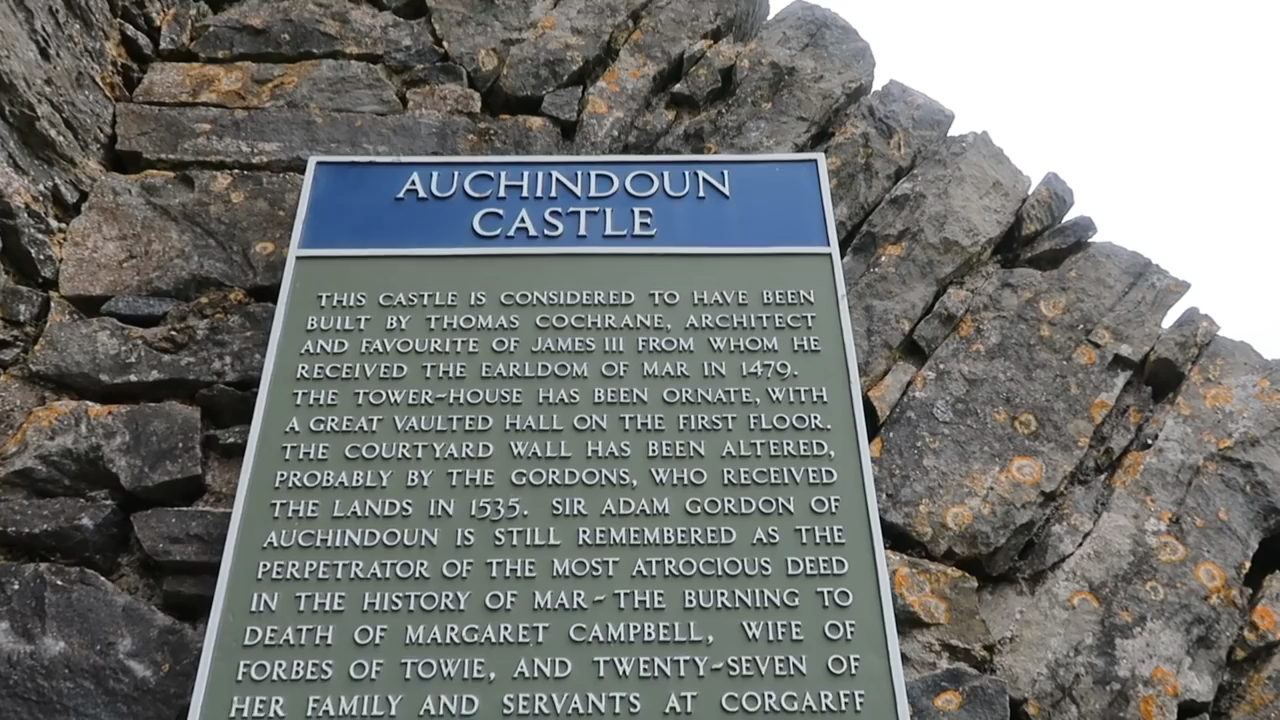 AUCHINDOUN
CASTLE
THIS CASTLE IS CONSIDERED TO HAVE BEEN
BUILT BY THOMAS COCHRANE, ARCHITECT
AND FAVOURITE OF JAMES III FROM WHOM HE
RECEIVED THE EARLDOM OF MAR IN 1479.
THE TOWER-HOUSE HAS BEEN ORNATE, WITH
A GREAT VAULTED HALL ON THE FIRST FLOOR.
THE COURTYARD WALL HAS BEEN ALTERED,
PROBABLY BY THE GORDONS, WHO RECEIVED
THE LANDS IN 1535. SIR ADAM GORDON OF
AUCHINDOUN IS STILL REMEMBERED AS THE
PERPETRATOR OF THE MOST ATROCIOUS DEED
IN THE HISTORY OF MAR - THE BURNING TO
DEATH OF MARGARET CAMPBELL, WIFE OF
FORBES OF TOWIE, AND TWENTY-SEVEN OF
HER FAMILY AND SERVANTS AT CORGARFF